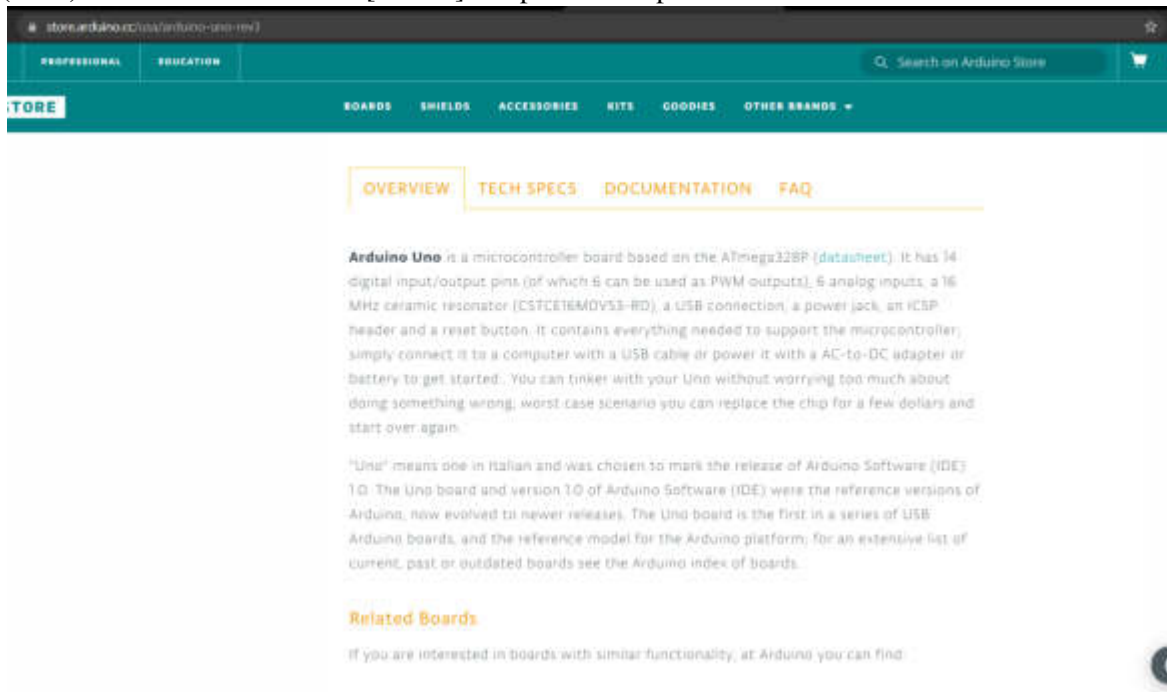 store.arduino.cc/usa/arduino-uno-rev3
PROFESSIONAL EDUCATION Search on Arduino Store
STORE BOARDS SHIELDS ACCESSORIES KITS GOODIES OTHER BRANDS
OVERVIEW TECH SPECS DOCUMENTATION FAQ
Arduino Uno is a microcontroller board based on the ATmega328P (datasheet). It has 14
digital input/output pins (of which 6 can be used as PWM outputs), 6 analog inputs, a 16
MHz ceramic resonator (CSTCE16M0V53-R0), a USB connection, a power jack, an ICSP
header and a reset button. It contains everything needed to support the microcontroller;
simply connect it to a computer with a USB cable or power it with a AC-to-DC adapter or
battery to get started.. You can tinker with your Uno without worrying too much about
doing something wrong, worst case scenario you can replace the chip for a few dollars and
start over again.
"Uno" means one in Italian and was chosen to mark the release of Arduino Software (IDE)
1.0. The Uno board and version 1.0 of Arduino Software (IDE) were the reference versions of
Arduino, now evolved to newer releases. The Uno board is the first in a series of USB
Arduino boards, and the reference model for the Arduino platform; for an extensive list of
current, past or outdated boards see the Arduino index of boards.
Related Boards
If you are interested in boards with similar functionality, at Arduino you can find: